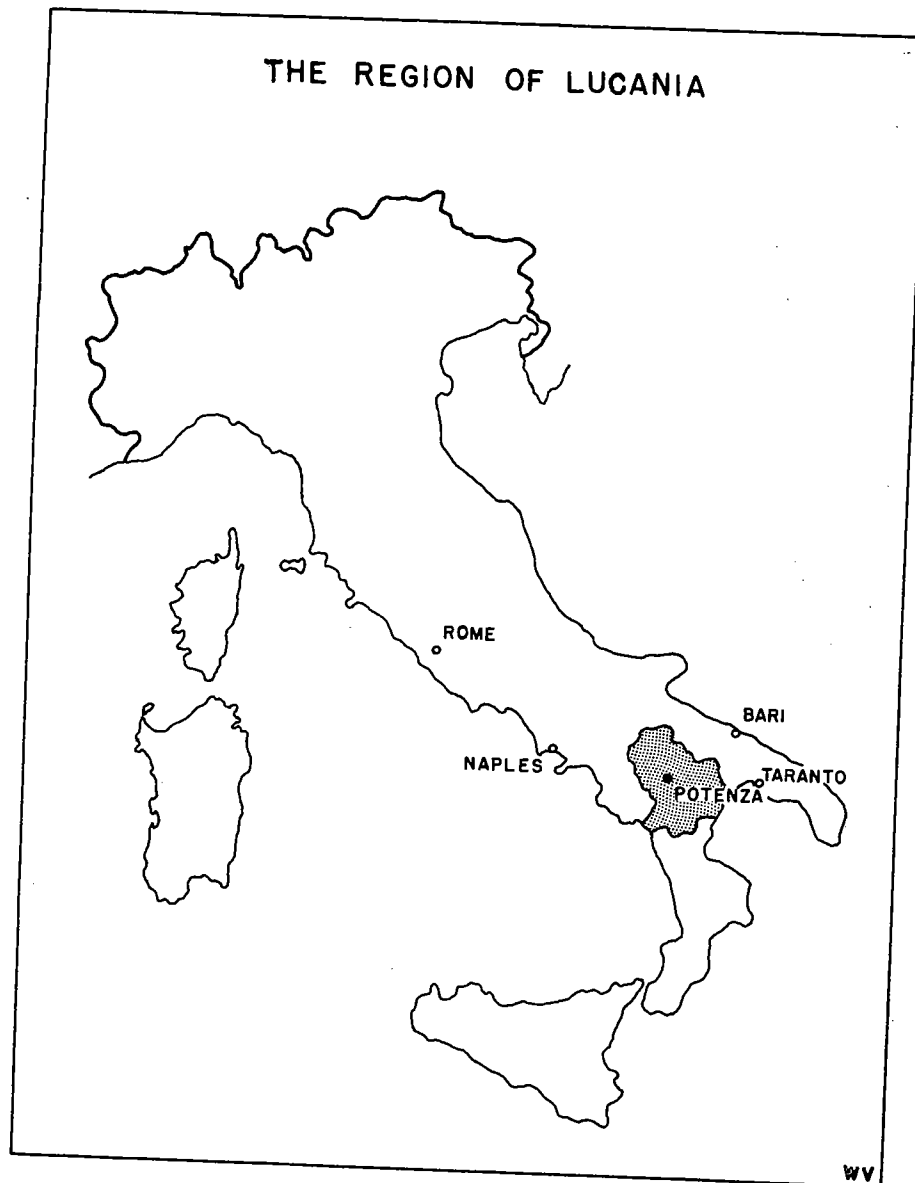 THE REGION OF LUCANIA
ROME
BARI
NAPLES
TARANTO
POTENZA
WV